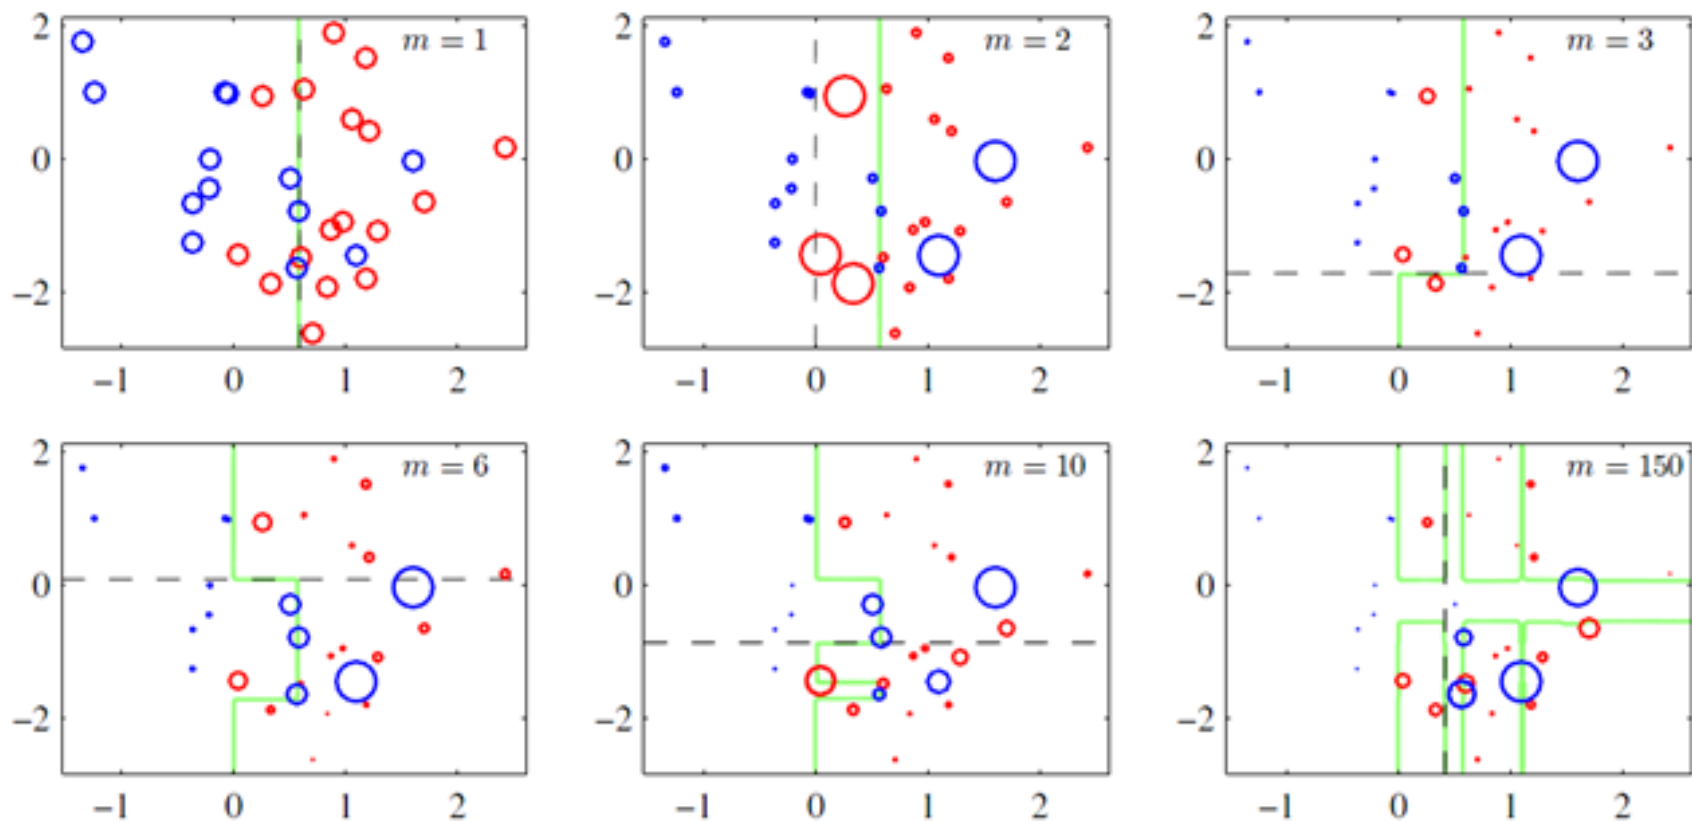 2 m = 1 2 m = 2 2 m = 3
0 0 0
−2 −2 −2
−1 0 1 2 −1 0 1 2 −1 0 1 2
2 m = 6 2 m = 10 2 m = 150
0 0 0
−2 −2 −2
−1 0 1 2 −1 0 1 2 −1 0 1 2